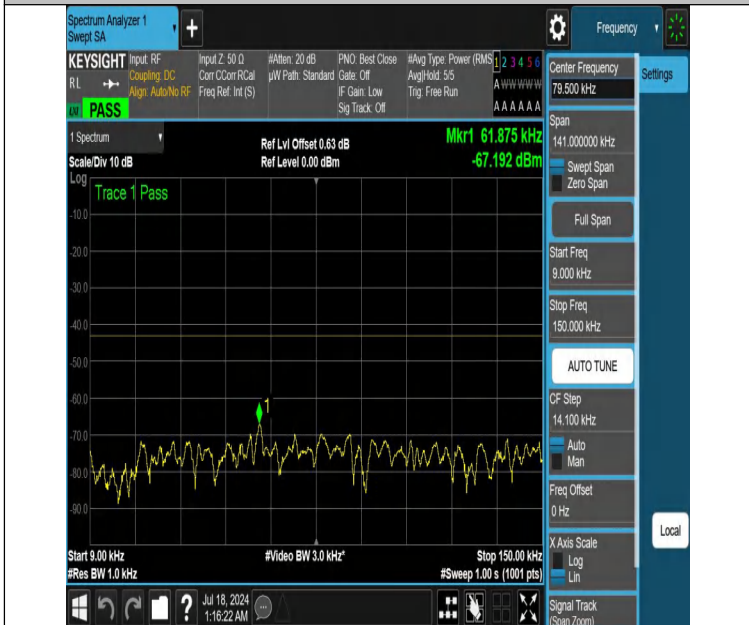 Spectrum Analyzer 1
Swept SA
Frequency
KEYSIGHT
RL
PASS
Input: RF
Coupling: DC
Align: Auto/No RF
Input Z: 50 Ω
Corr CCorr RCal
Freq Ref: Int (S)
#Atten: 20 dB
µW Path: Standard
PNO: Best Close
Gate: Off
IF Gain: Low
Sig Track: Off
#Avg Type: Power (RMS
Avg|Hold: 5/5
Trig: Free Run
1 2 3 4 5 6
A W W W W W
A A A A A A
1 Spectrum
Scale/Div 10 dB
Ref Lvl Offset 0.63 dB
Ref Level 0.00 dBm
Mkr1 61.875 kHz
-67.192 dBm
Log
Trace 1 Pass
-10.0
-20.0
-30.0
-40.0
-50.0
-60.0
-70.0
-80.0
-90.0
1
Start 9.00 kHz
#Res BW 1.0 kHz
#Video BW 3.0 kHz*
Stop 150.00 kHz
#Sweep 1.00 s (1001 pts)
?
Jul 18, 2024
1:16:22 AM
Center Frequency
79.500 kHz
Settings
Span
141.000000 kHz
Swept Span
Zero Span
Full Span
Start Freq
9.000 kHz
Stop Freq
150.000 kHz
AUTO TUNE
CF Step
14.100 kHz
Auto
Man
Freq Offset
0 Hz
X Axis Scale
Log
Lin
Local
Signal Track
(Span Zoom)